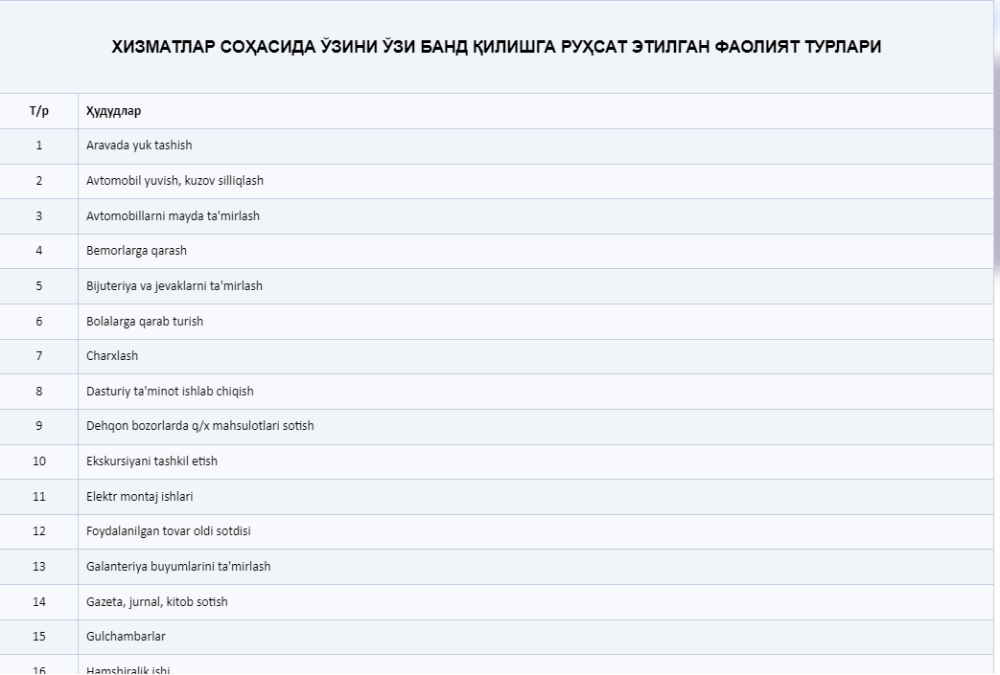 ХИЗМАТЛАР СОҲАСИДА ЎЗИНИ ЎЗИ БАНД ҚИЛИШГА РУҲСАТ ЭТИЛГАН ФАОЛИЯТ ТУРЛАРИ
Т/р Ҳудудлар
1 Aravada yuk tashish
2 Avtomobil yuvish, kuzov silliqlash
3 Avtomobillarni mayda ta'mirlash
4 Bemorlarga qarash
5 Bijuteriya va jevaklarni ta'mirlash
6 Bolalarga qarab turish
7 Charxlash
8 Dasturiy ta'minot ishlab chiqish
9 Dehqon bozorlarda q/x mahsulotlari sotish
10 Ekskursiyani tashkil etish
11 Elektr montaj ishlari
12 Foydalanilgan tovar oldi sotdisi
13 Galanteriya buyumlarini ta'mirlash
14 Gazeta, jurnal, kitob sotish
15 Gulchambarlar
16 Hamshiralik ishi